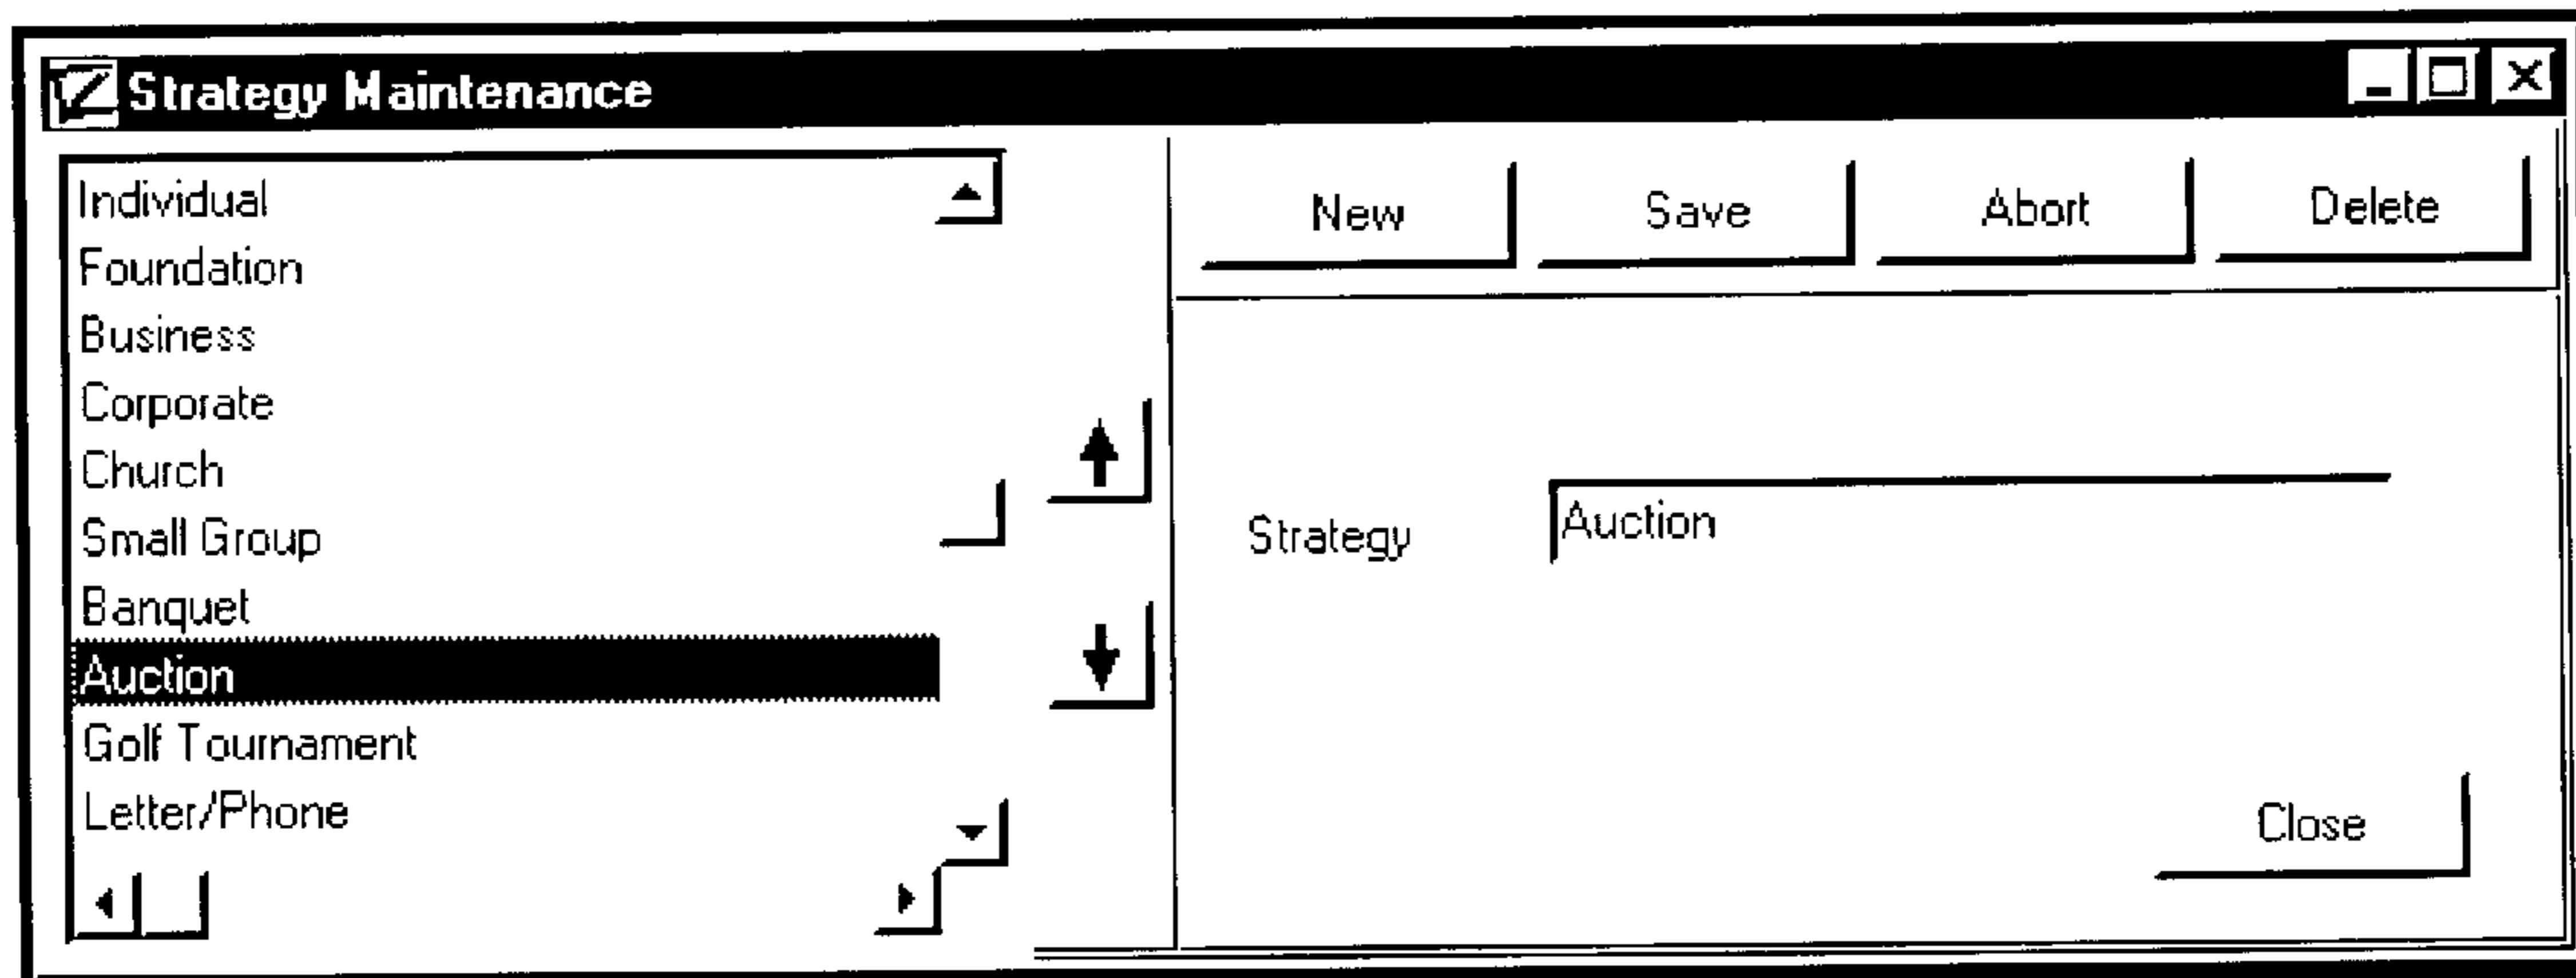 Strategy Maintenance
Individual
Foundation
Business
Corporate
Church
Small Group
Banquet
Auction
Golf Tournament
Letter/Phone
New Save Abort Delete
Strategy Auction
Close